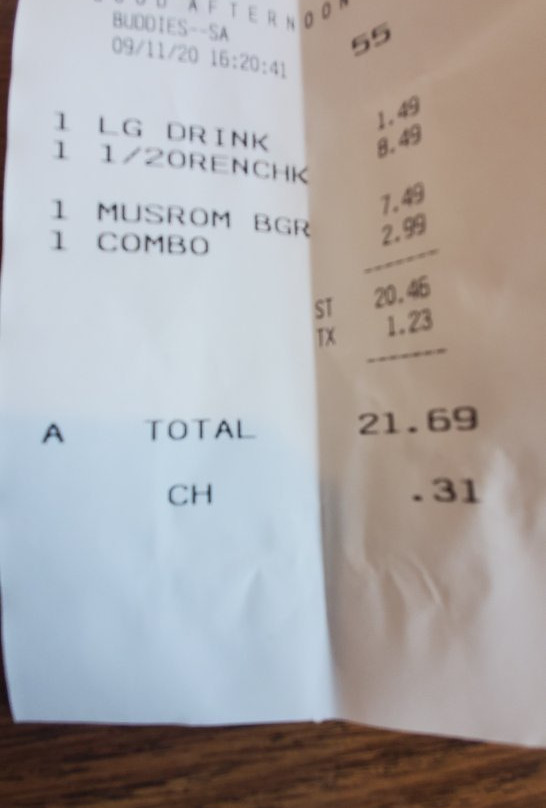 GOOD AFTERNOON
BUDDIES--SA 55
09/11/20 16:20:41
1 LG DRINK 1.49
1 1/2ORENCHK 8.49
1 MUSROM BGR 7.49
1 COMBO 2.99
----------
ST 20.46
TX 1.23
----------
A TOTAL 21.69
CH .31